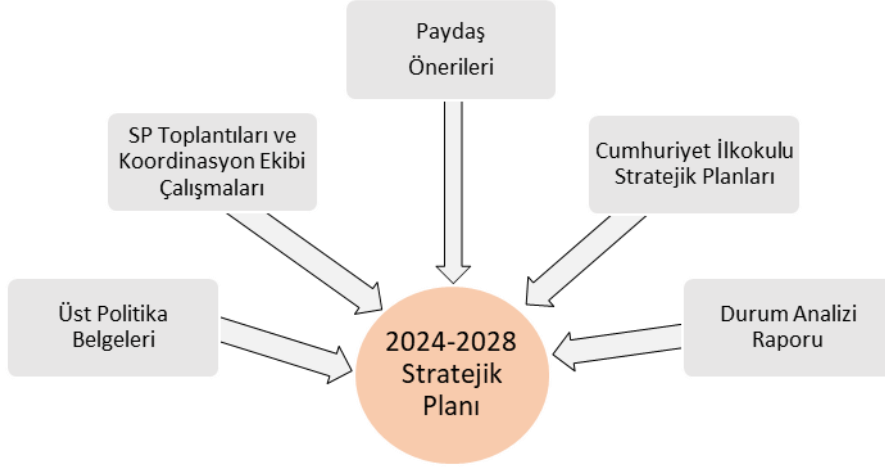 Paydaş
Önerileri
SP Toplantıları ve
Koordinasyon Ekibi
Çalışmaları
Cumhuriyet İlkokulu
Stratejik Planları
Üst Politika
Belgeleri
Durum Analizi
Raporu
2024-2028
Stratejik
Planı